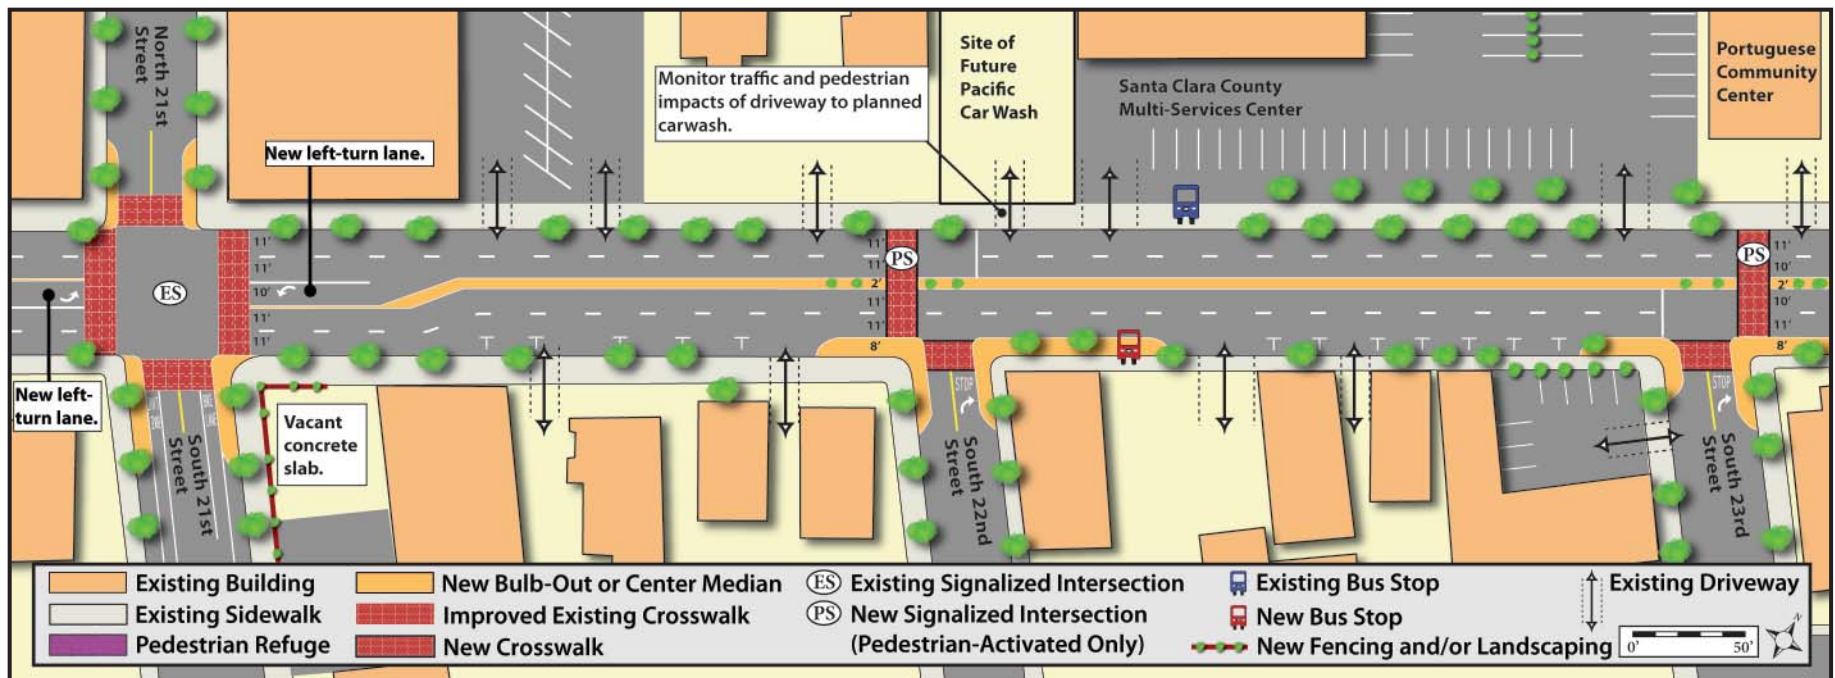 North 21st
Street
New left-turn lane.
Monitor traffic and pedestrian
impacts of driveway to planned
carwash.
Site of
Future
Pacific
Car Wash
Santa Clara County
Multi-Services Center
Portuguese
Community
Center
11'
11'
10'
11'
11'
ES
11'
PS
11'
2'
11'
11'
8'
11'
PS
10'
2'
10'
11'
8'
New left-
turn lane.
Vacant
concrete
slab.
South 21st
Street
STOP
South 22nd
Street
STOP
South 23rd
Street
Existing Building
Existing Sidewalk
Pedestrian Refuge
New Bulb-Out or Center Median
Improved Existing Crosswalk
New Crosswalk
ES Existing Signalized Intersection
PS New Signalized Intersection
(Pedestrian-Activated Only)
Existing Bus Stop
New Bus Stop
New Fencing and/or Landscaping
Existing Driveway
0' 50'
N